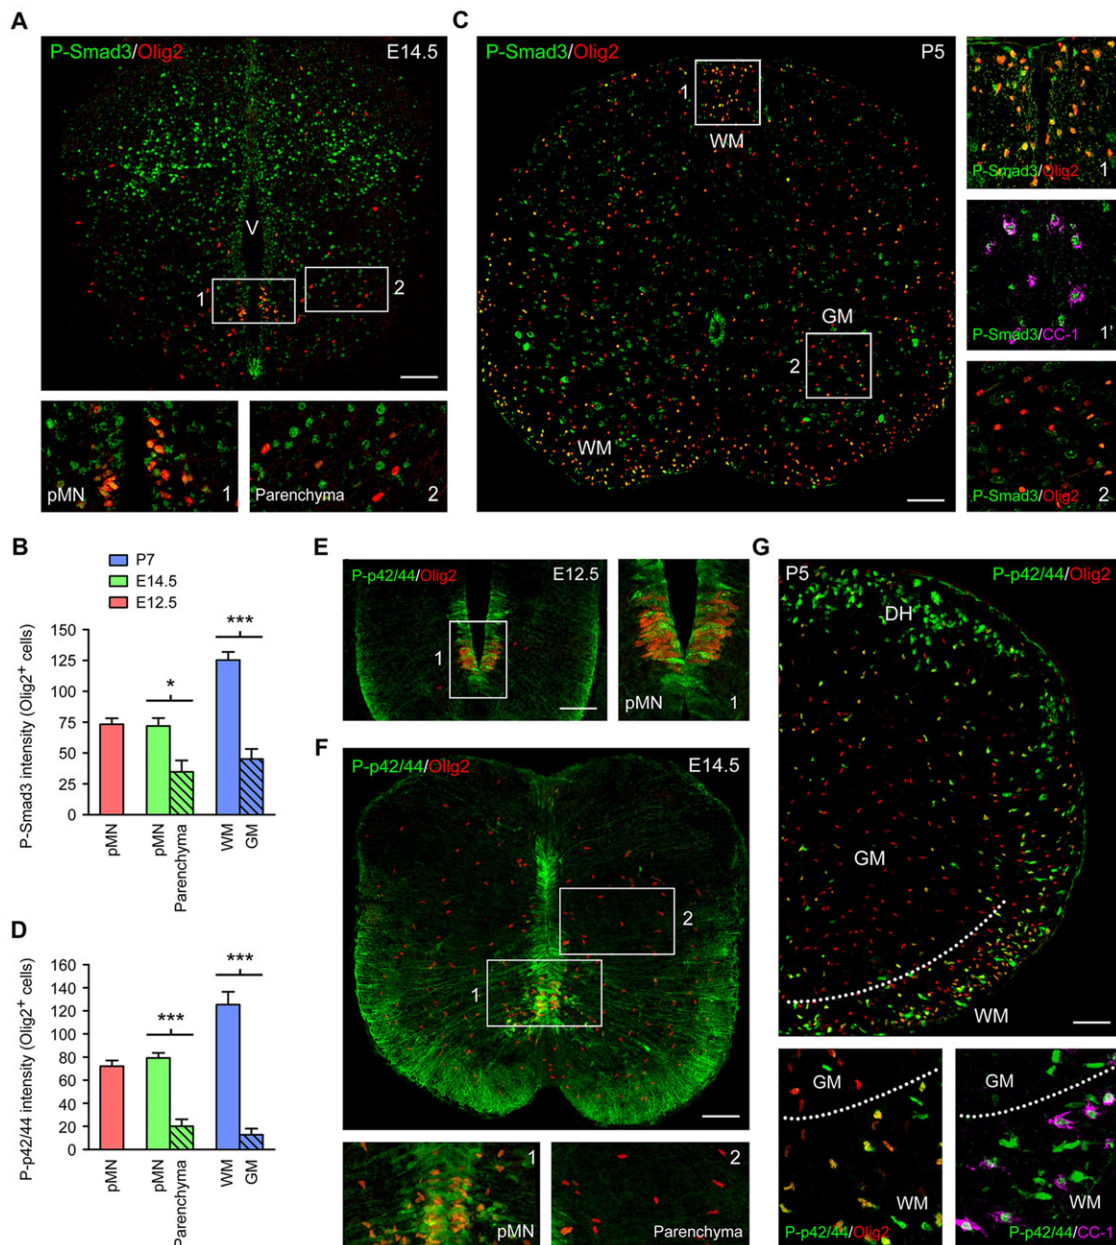 A
P-Smad3/Olig2
E14.5
V
1
2
pMN
1
Parenchyma
2
C
P-Smad3/Olig2
P5
1
WM
GM
2
WM
P-Smad3/Olig2
1
P-Smad3/CC-1
1'
P-Smad3/Olig2
2
B
P7
E14.5
E12.5
P-Smad3 intensity (Olig2+ cells)
150
125
100
75
50
25
0
*
***
pMN
pMN
Parenchyma
WM
GM
D
P-p42/44 intensity (Olig2+ cells)
160
140
120
100
80
60
40
20
0
***
***
pMN
pMN
Parenchyma
WM
GM
E
P-p42/44/Olig2
E12.5
1
pMN
1
F
P-p42/44/Olig2
E14.5
2
1
1
pMN
2
Parenchyma
G
P5
P-p42/44/Olig2
DH
GM
WM
GM
WM
P-p42/44/Olig2
GM
WM
P-p42/44/CC-1